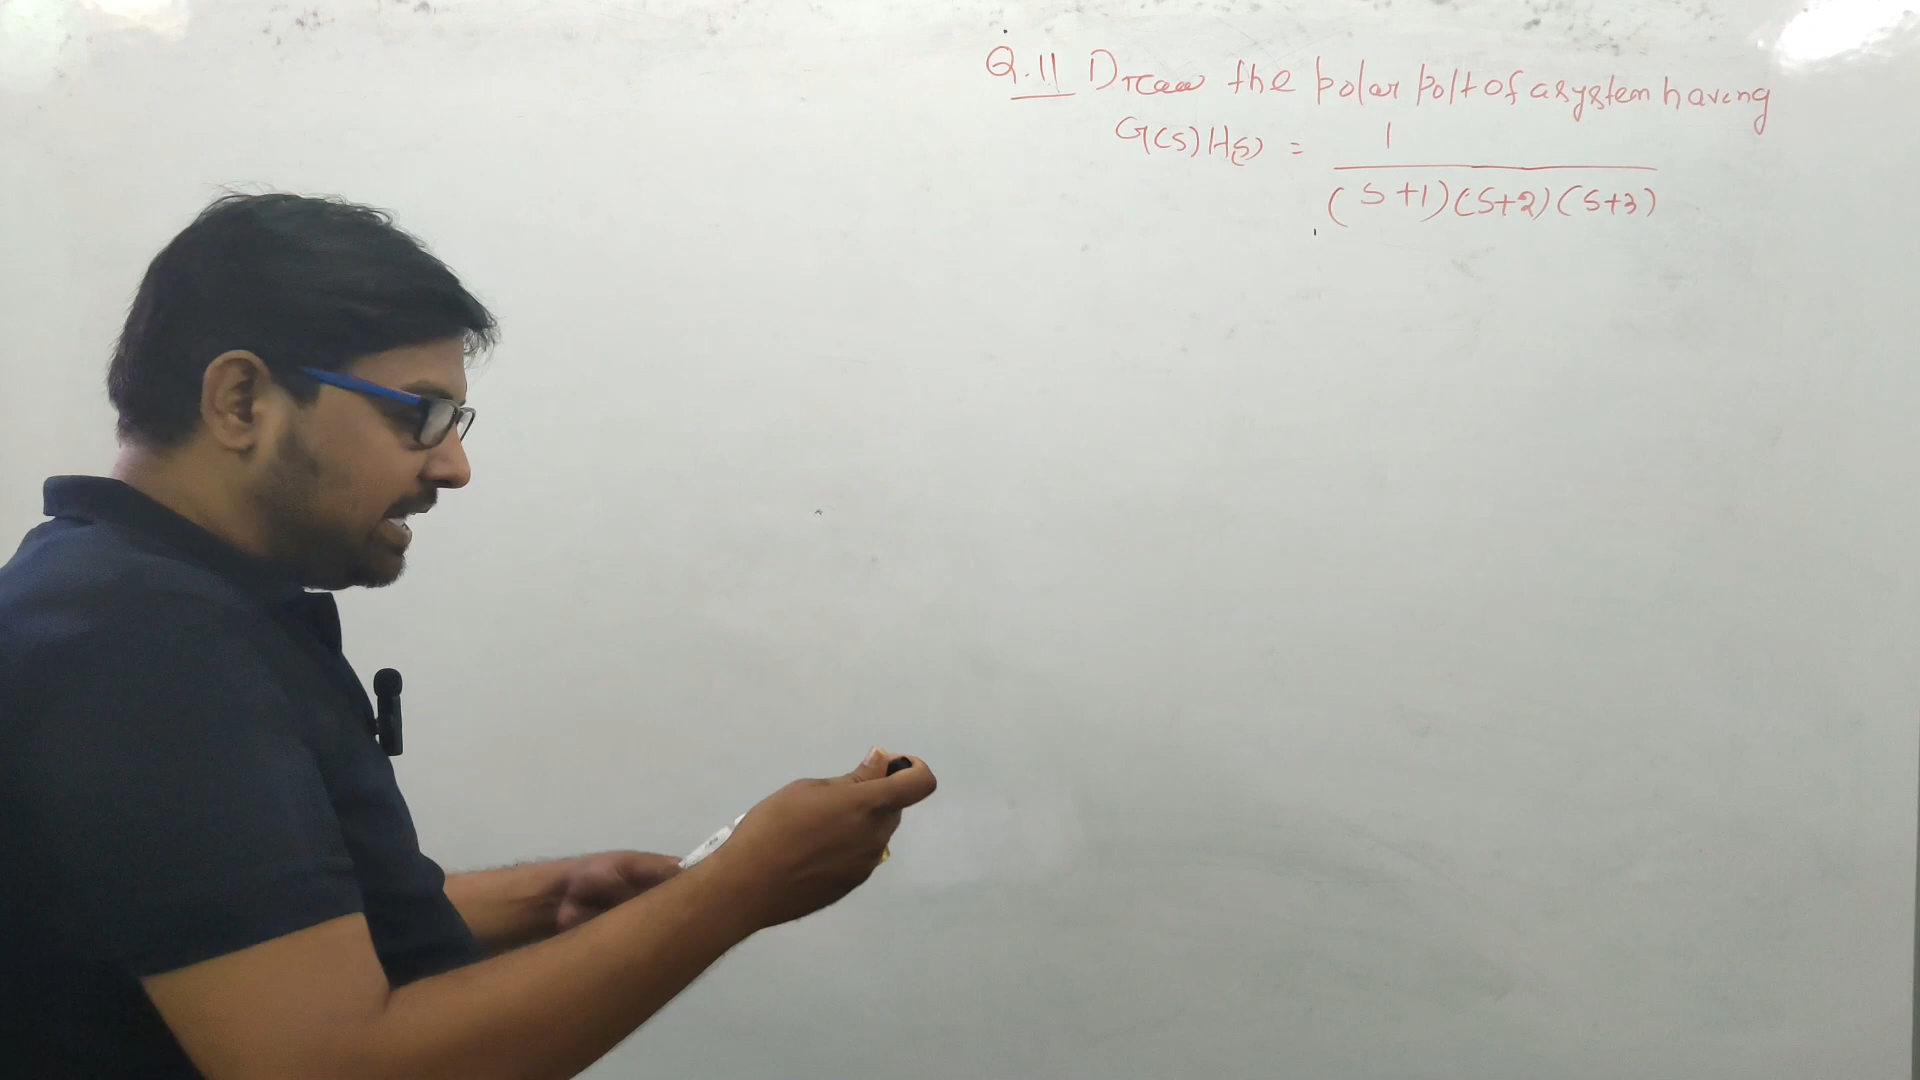 Q.11 Draw the polar polt of a system having
G(s)H(s) = 1
(S+1)(S+2)(S+3)